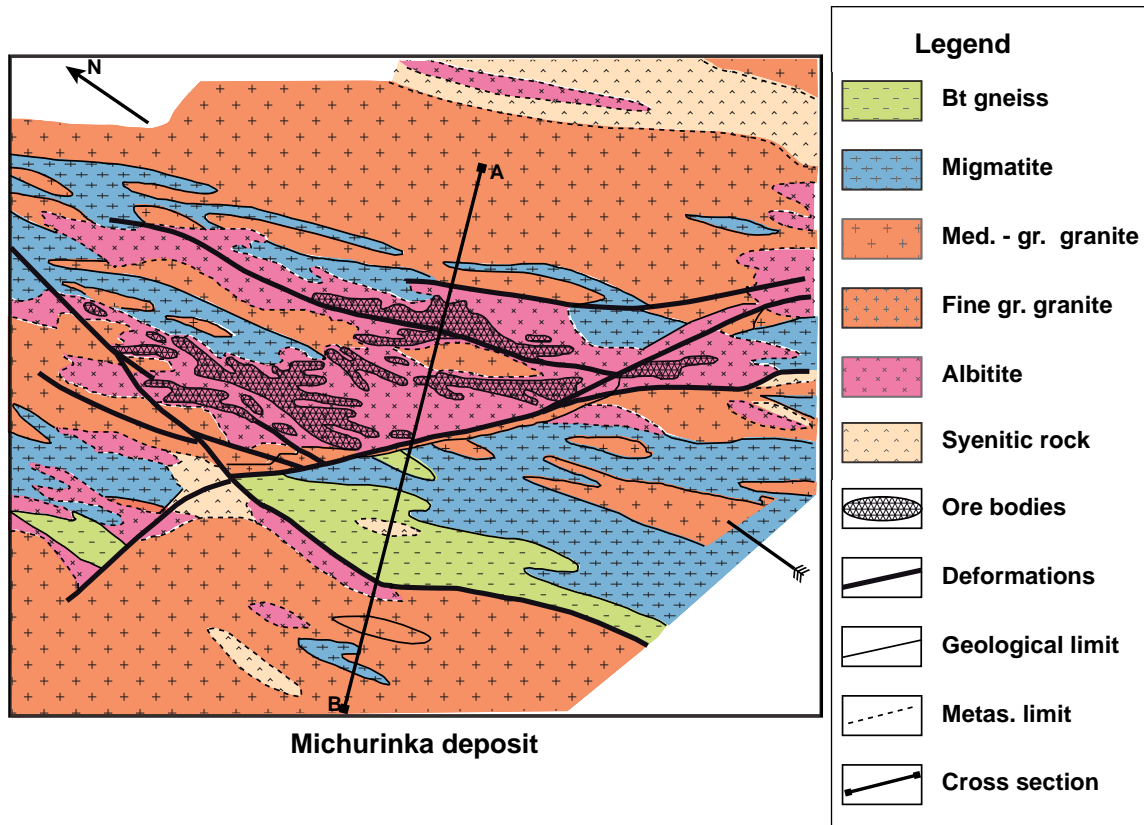 N
A
B
Michurinka deposit
Legend
Bt gneiss
Migmatite
Med. - gr. granite
Fine gr. granite
Albitite
Syenitic rock
Ore bodies
Deformations
Geological limit
Metas. limit
Cross section